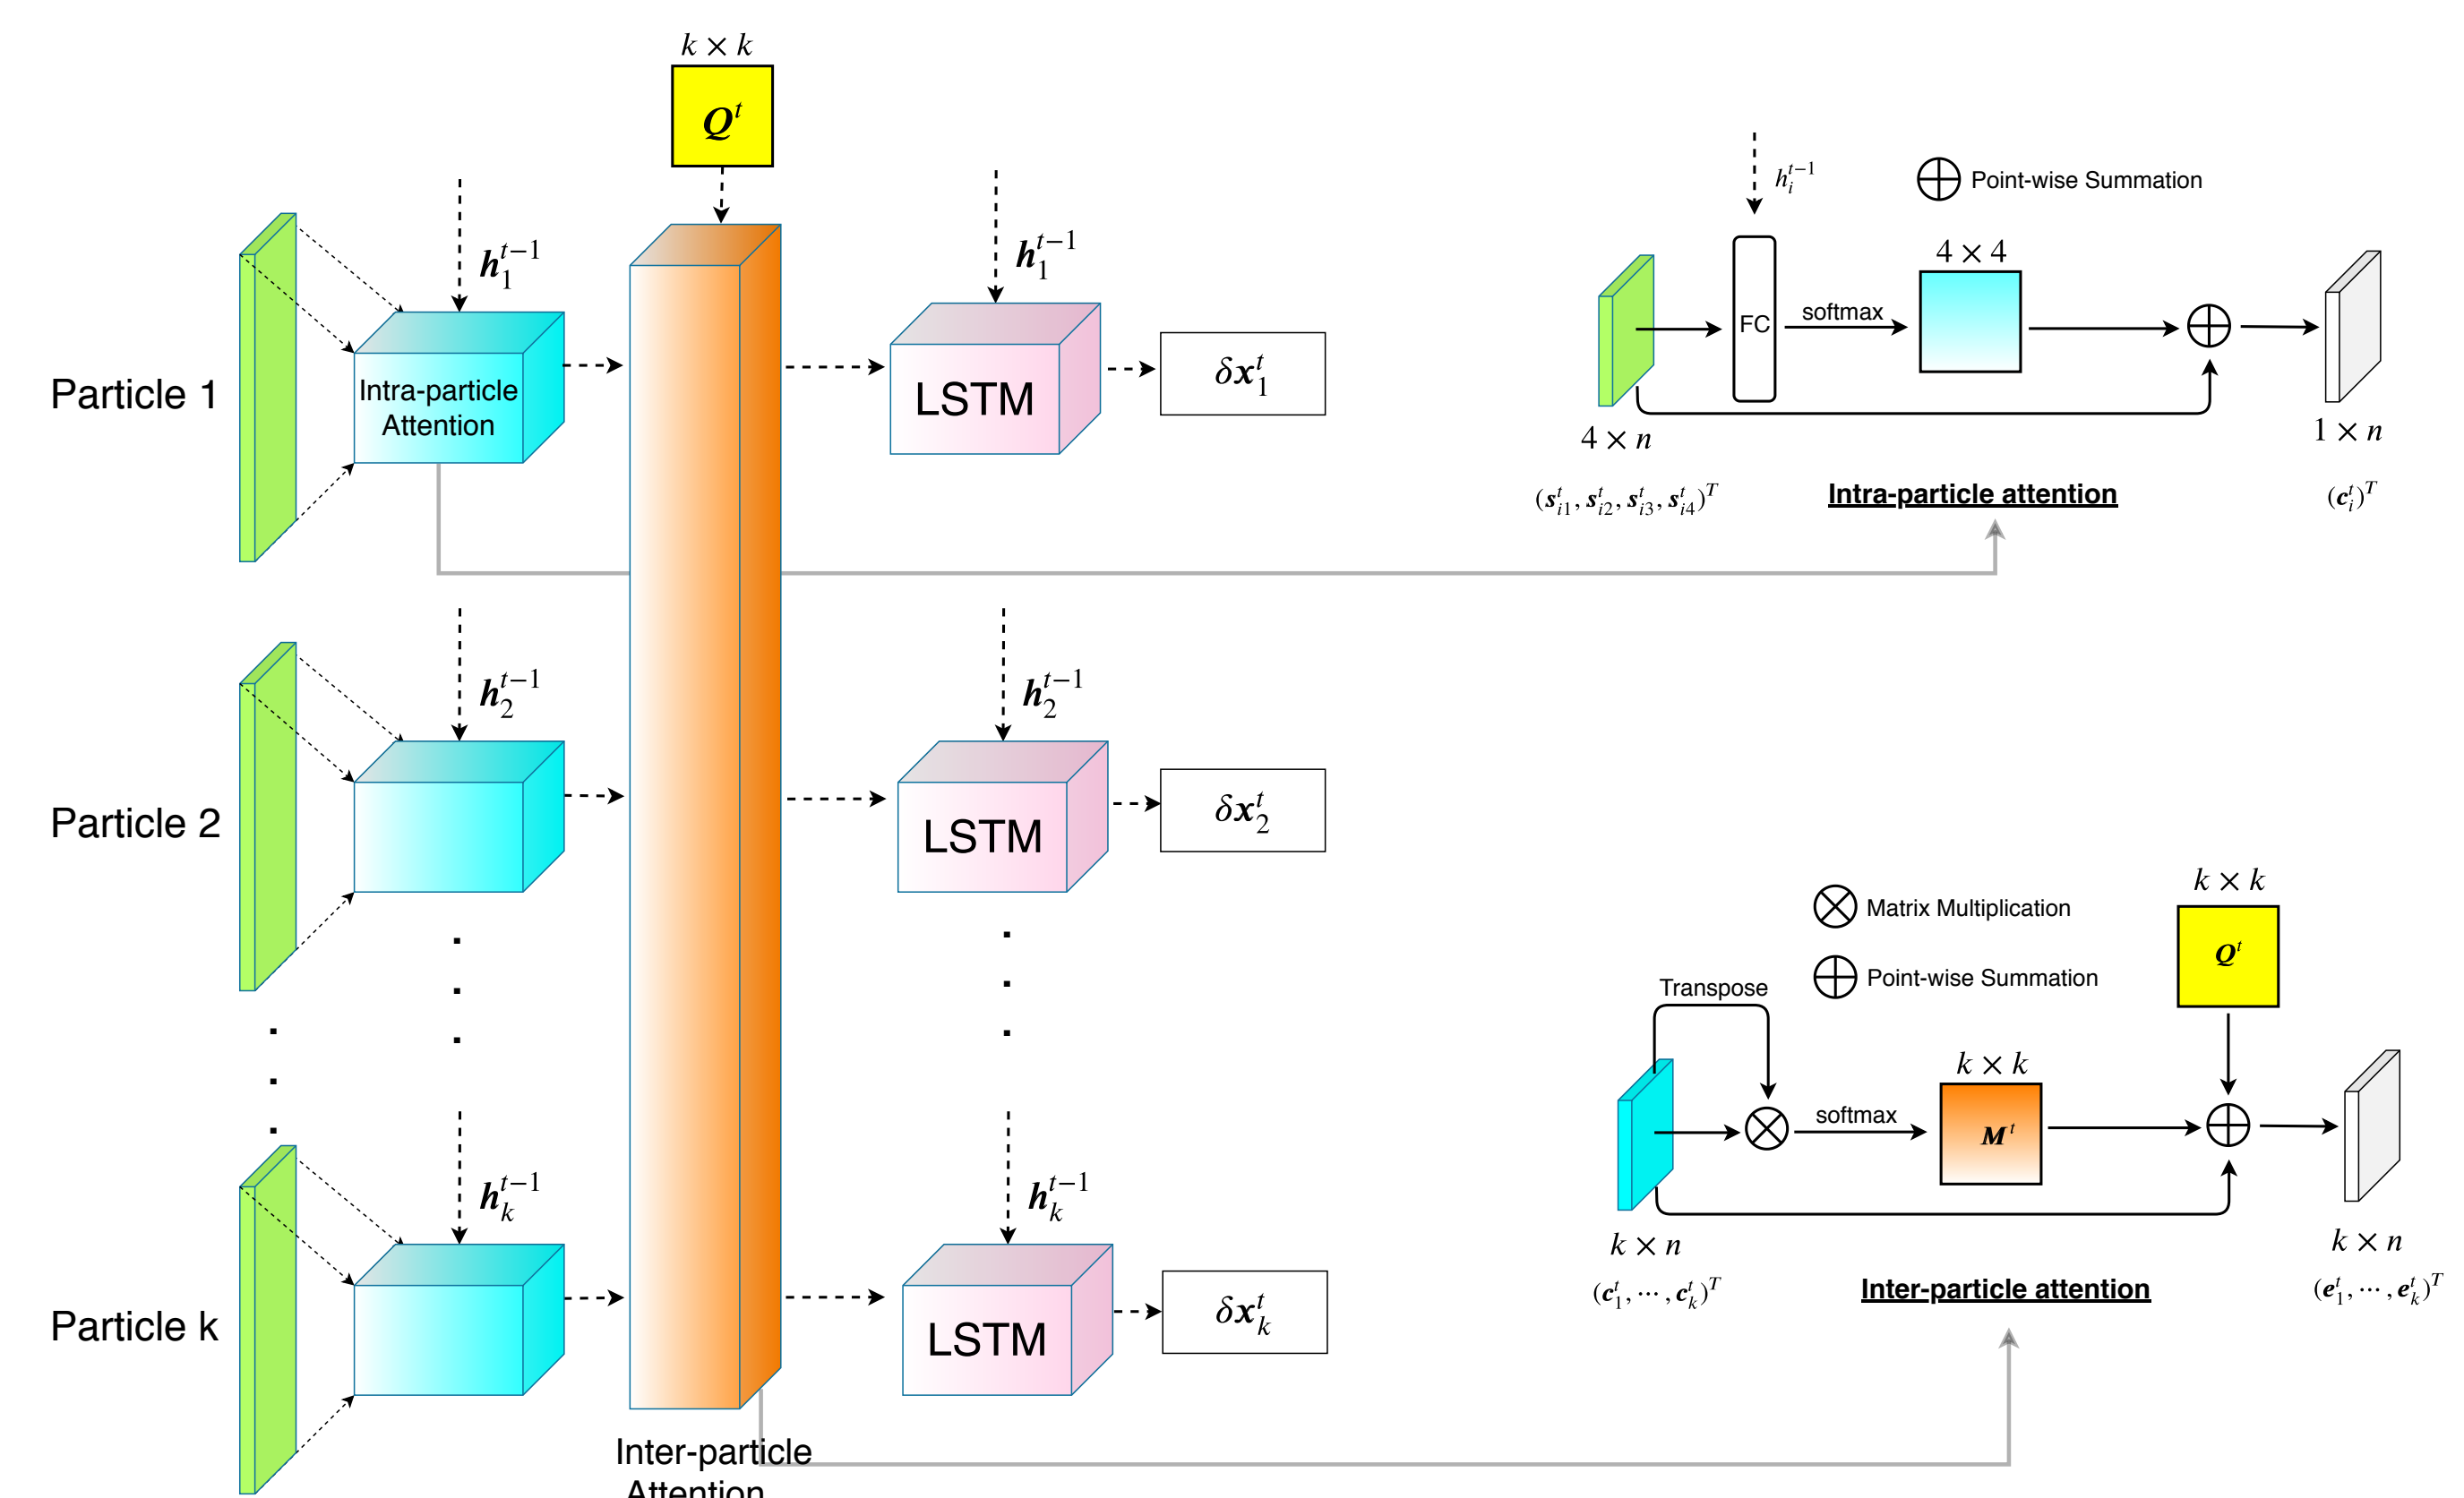 k × k
Q^t
h_1^{t−1}
h_1^{t−1}
Particle 1
Intra-particle
Attention
LSTM
δx_1^t
h_2^{t−1}
h_2^{t−1}
Particle 2
LSTM
δx_2^t
h_k^{t−1}
h_k^{t−1}
Particle k
LSTM
δx_k^t
Inter-particle
Attention
h_i^{t−1}
Point-wise Summation
4 × 4
FC
softmax
4 × n
1 × n
(s_{i1}^t, s_{i2}^t, s_{i3}^t, s_{i4}^t)^T
Intra-particle attention
(c_i^t)^T
k × k
Matrix Multiplication
Q^t
Point-wise Summation
Transpose
k × k
softmax
M^t
k × n
k × n
(c_1^t, ⋯ , c_k^t)^T
Inter-particle attention
(e_1^t, ⋯ , e_k^t)^T